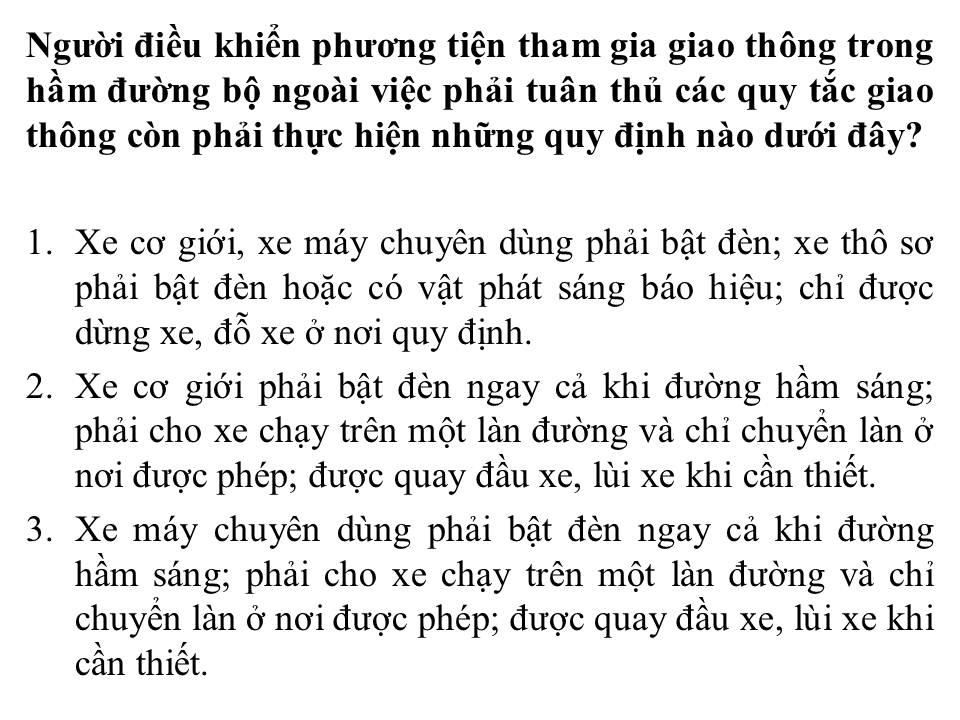 Người điều khiển phương tiện tham gia giao thông trong
hầm đường bộ ngoài việc phải tuân thủ các quy tắc giao
thông còn phải thực hiện những quy định nào dưới đây?
1. Xe cơ giới, xe máy chuyên dùng phải bật đèn; xe thô sơ
phải bật đèn hoặc có vật phát sáng báo hiệu; chỉ được
dừng xe, đỗ xe ở nơi quy định.
2. Xe cơ giới phải bật đèn ngay cả khi đường hầm sáng;
phải cho xe chạy trên một làn đường và chỉ chuyển làn ở
nơi được phép; được quay đầu xe, lùi xe khi cần thiết.
3. Xe máy chuyên dùng phải bật đèn ngay cả khi đường
hầm sáng; phải cho xe chạy trên một làn đường và chỉ
chuyển làn ở nơi được phép; được quay đầu xe, lùi xe khi
cần thiết.